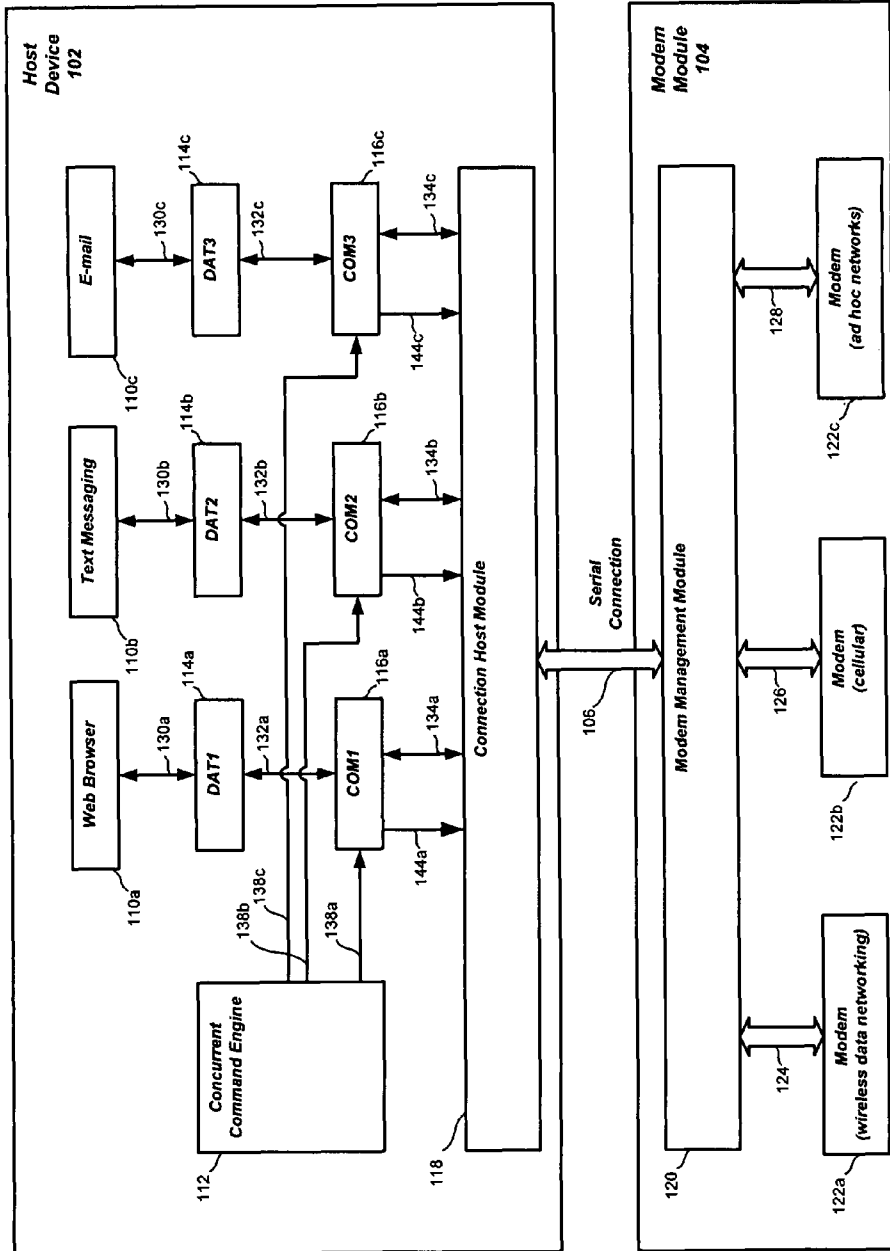 Host
Device
102
Web Browser
110a
Text Messaging
110b
E-mail
110c
130a
130b
130c
114a
114b
114c
DAT1
DAT2
DAT3
132a
132b
132c
116a
116b
116c
COM1
COM2
COM3
Concurrent
Command Engine
112
138b
138c
138a
144a
134a
144b
134b
144c
134c
Connection Host Module
118
Serial
Connection
106
Modem
Module
104
Modem Management Module
120
124
126
128
Modem
(wireless data networking)
122a
Modem
(cellular)
122b
Modem
(ad hoc networks)
122c